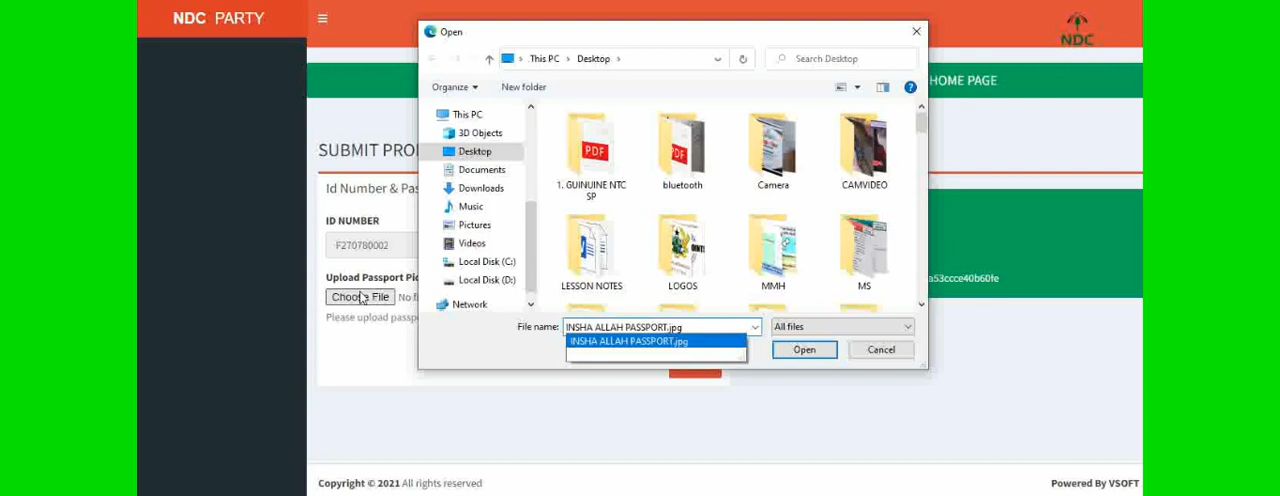 NDC PARTY
☰
NDC
Open
This PC > Desktop >
Search Desktop
HOME PAGE
Organize
New folder
This PC
3D Objects
Desktop
Documents
Downloads
Music
Pictures
Videos
Local Disk (C:)
Local Disk (D:)
Network
PDF
PDF
1. GUINUINE NTC SP
bluetooth
Camera
CAMVIDEO
LESSON NOTES
LOGOS
MMH
MS
SUBMIT
Id Number &
ID NUMBER
F270780002
Upload Passport
Choose File
Please upload
a53ccce40b60fe
File name:
INSHA ALLAH PASSPORT.jpg
All files
INSHA ALLAH PASSPORT.jpg
Open
Cancel
Copyright © 2021 All rights reserved
Powered By VSOFT